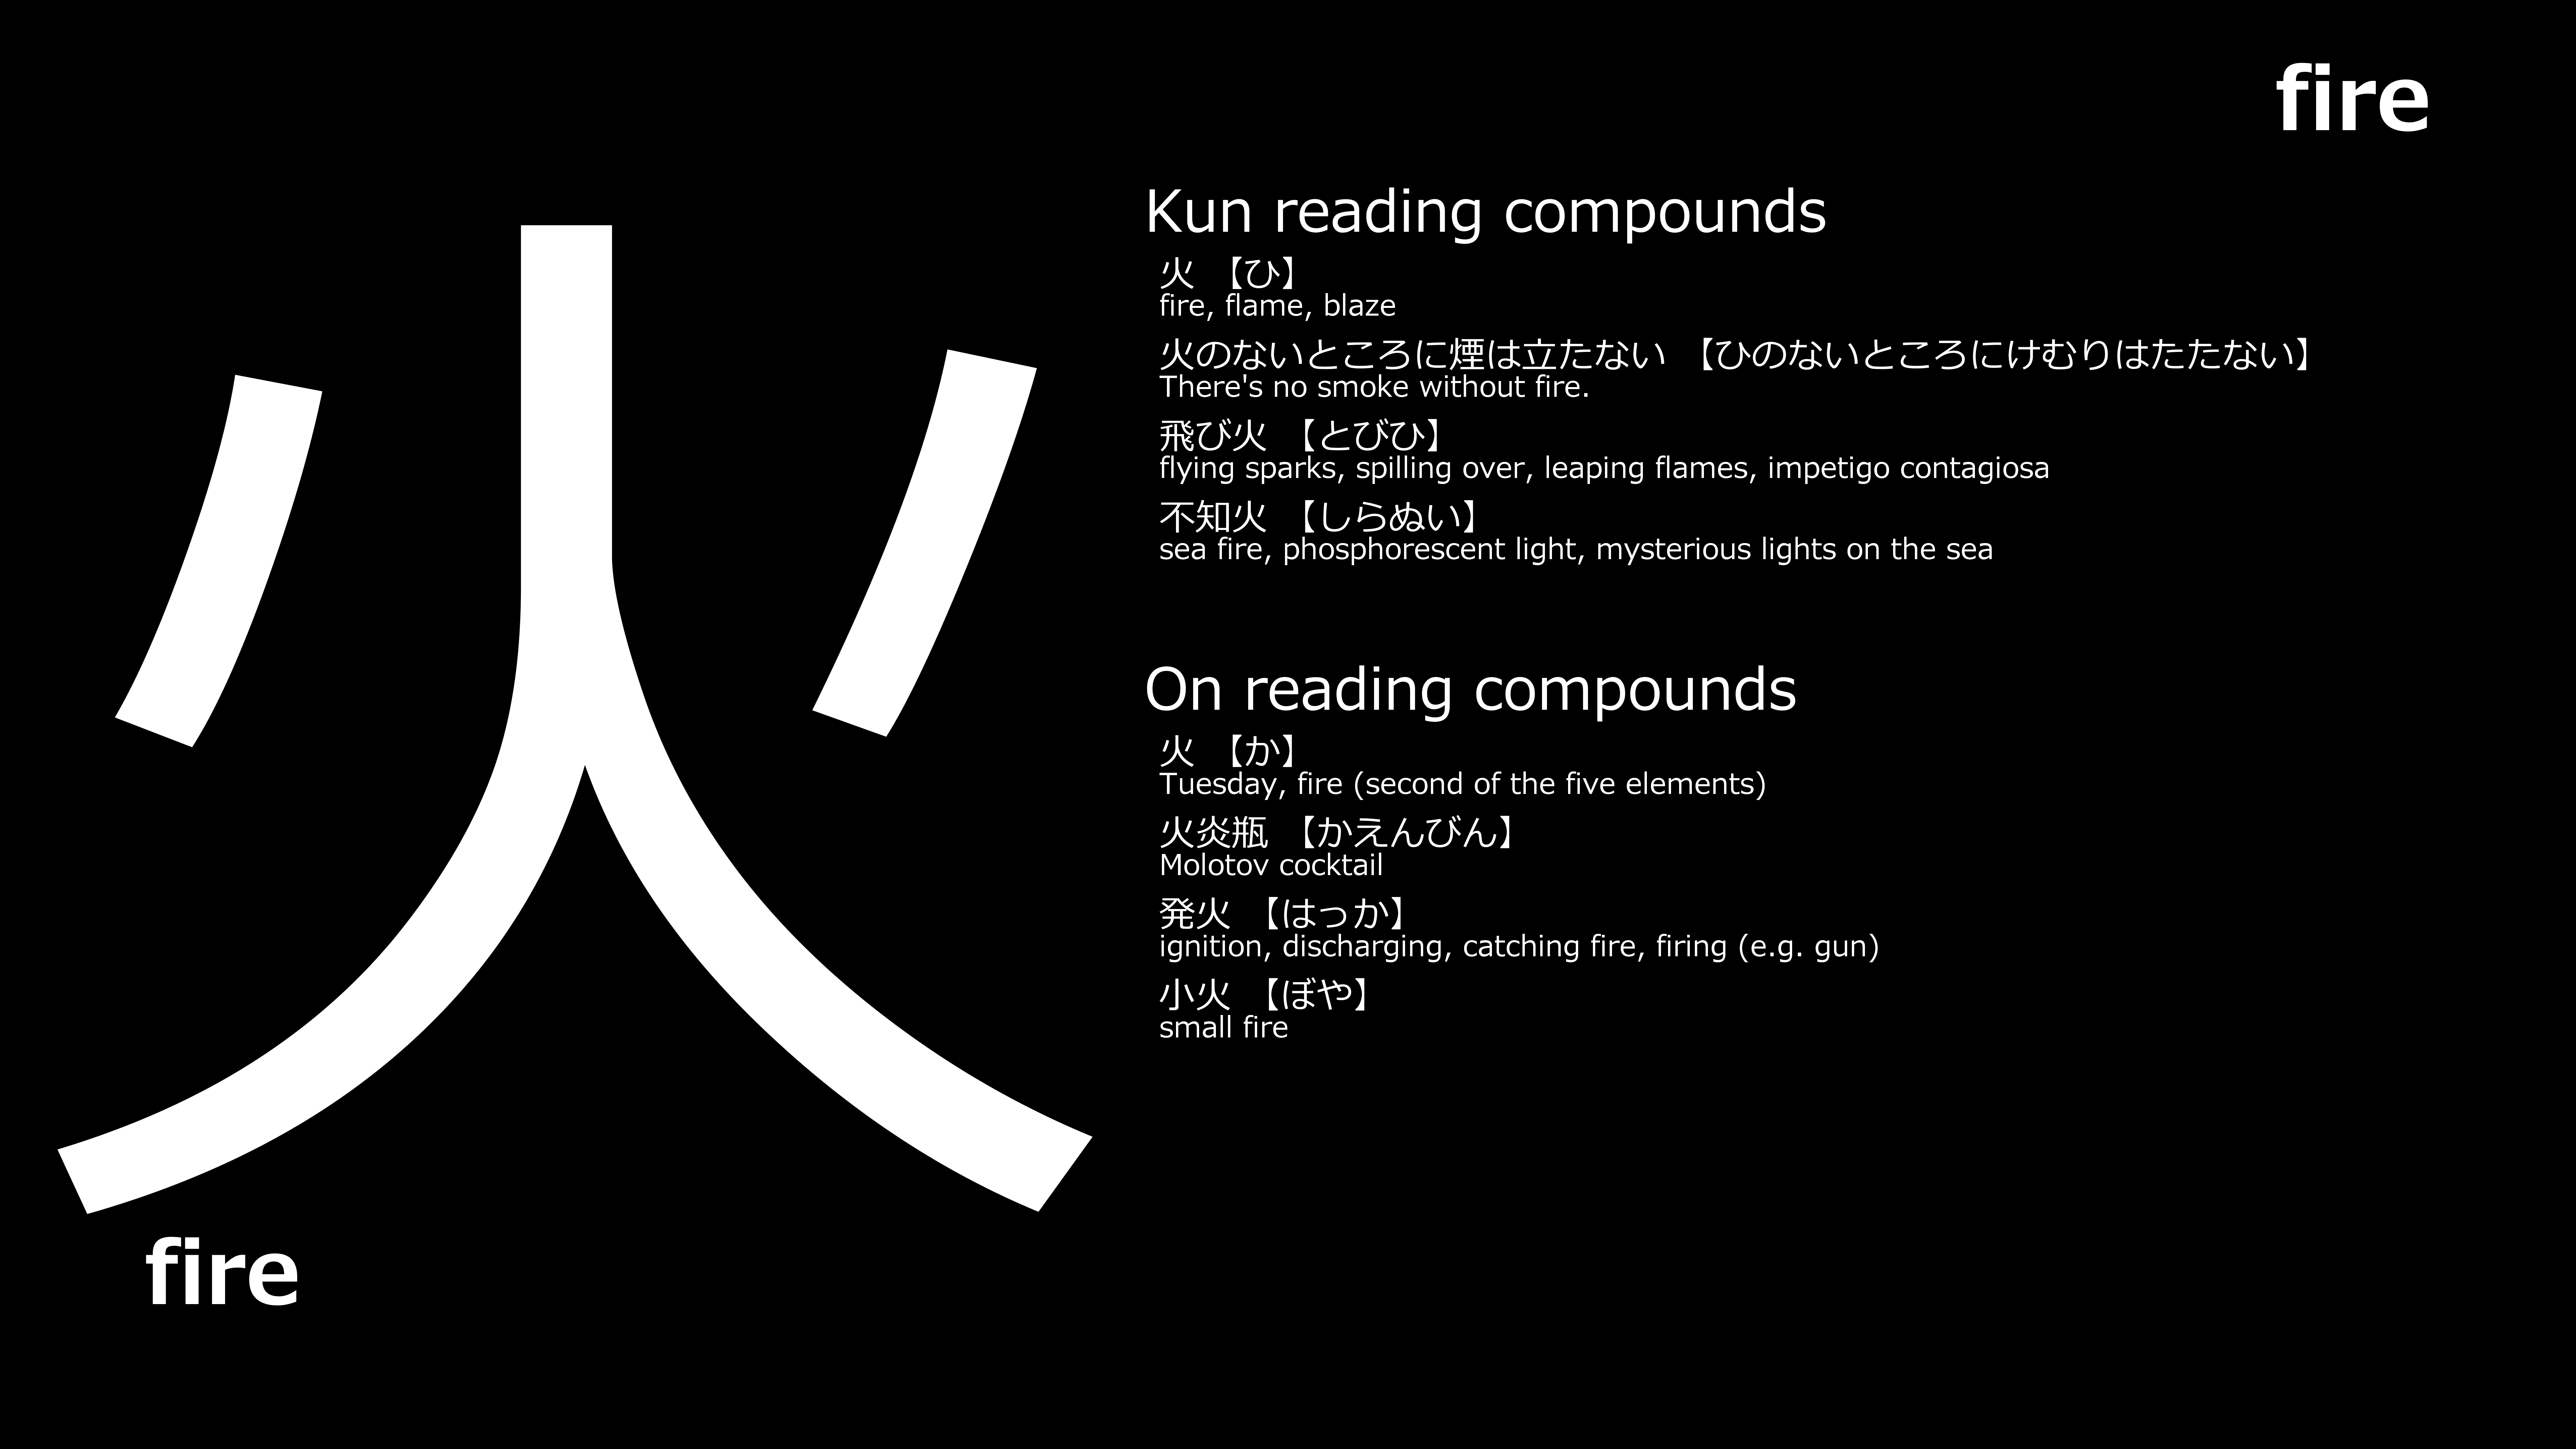 fire
火
fire
Kun reading compounds
火 【ひ】
fire, flame, blaze
火のないところに煙は立たない 【ひのないところにけむりはたたない】
There's no smoke without fire.
飛び火 【とびひ】
flying sparks, spilling over, leaping flames, impetigo contagiosa
不知火 【しらぬい】
sea fire, phosphorescent light, mysterious lights on the sea
On reading compounds
火 【か】
Tuesday, fire (second of the five elements)
火炎瓶 【かえんびん】
Molotov cocktail
発火 【はっか】
ignition, discharging, catching fire, firing (e.g. gun)
小火 【ぼや】
small fire